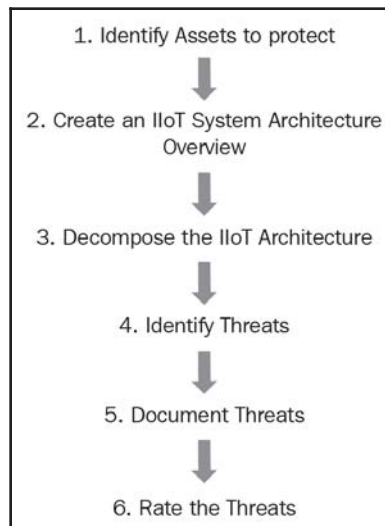 1. Identify Assets to protect
2. Create an IIoT System Architecture
Overview
3. Decompose the IIoT Architecture
4. Identify Threats
5. Document Threats
6. Rate the Threats